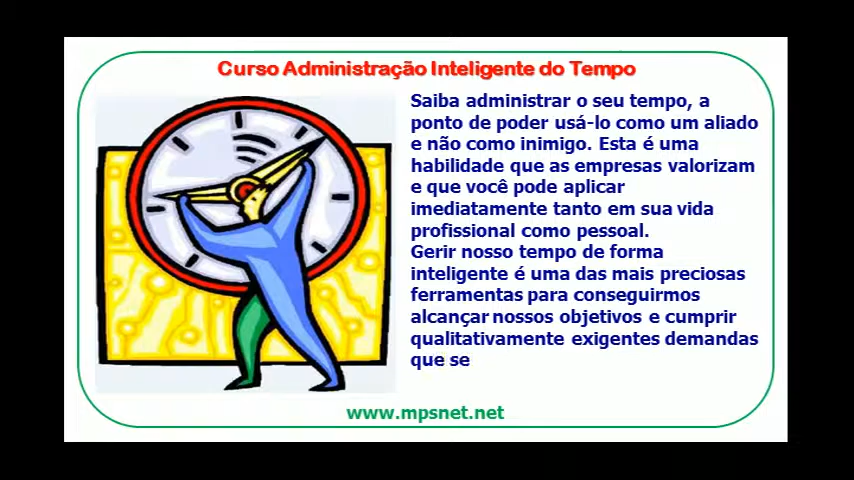 Curso Administração Inteligente do Tempo
Saiba administrar o seu tempo, a
ponto de poder usá-lo como um aliado
e não como inimigo. Esta é uma
habilidade que as empresas valorizam
e que você pode aplicar
imediatamente tanto em sua vida
profissional como pessoal.
Gerir nosso tempo de forma
inteligente é uma das mais preciosas
ferramentas para conseguirmos
alcançar nossos objetivos e cumprir
qualitativamente exigentes demandas
que se
www.mpsnet.net